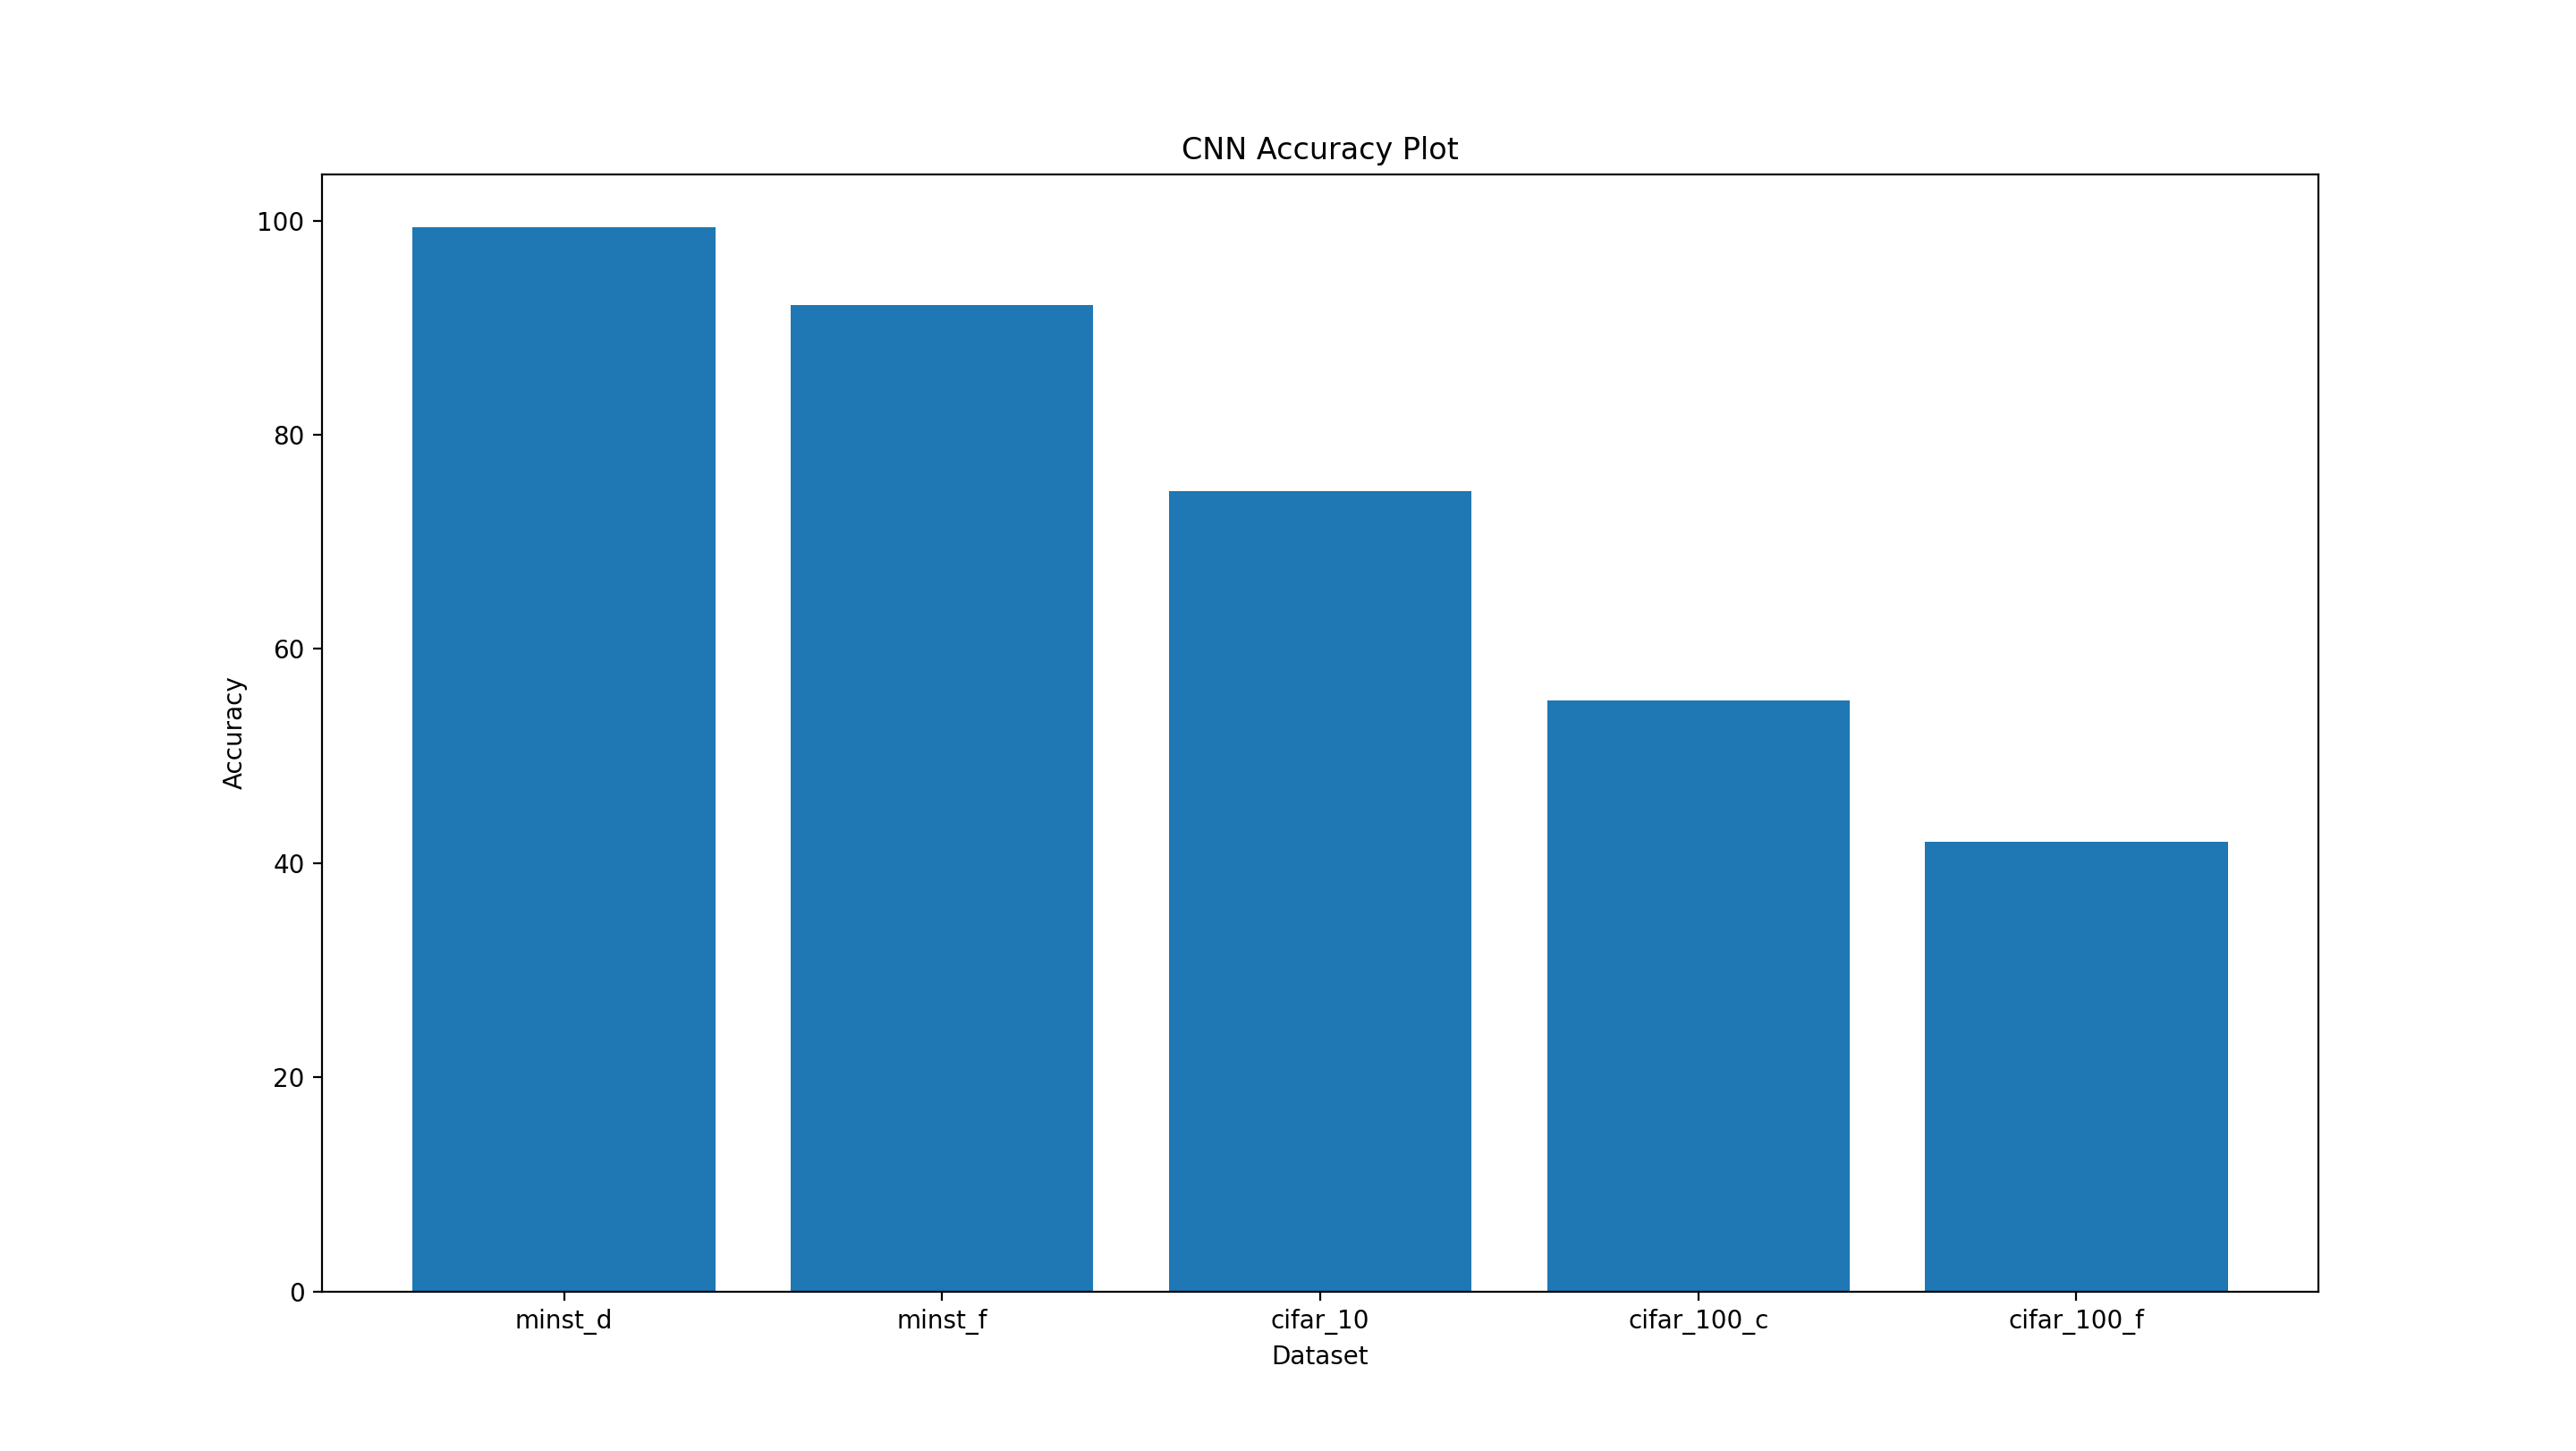 CNN Accuracy Plot
100
80
60
40
20
0
Accuracy
minst_d
minst_f
cifar_10
cifar_100_c
cifar_100_f
Dataset